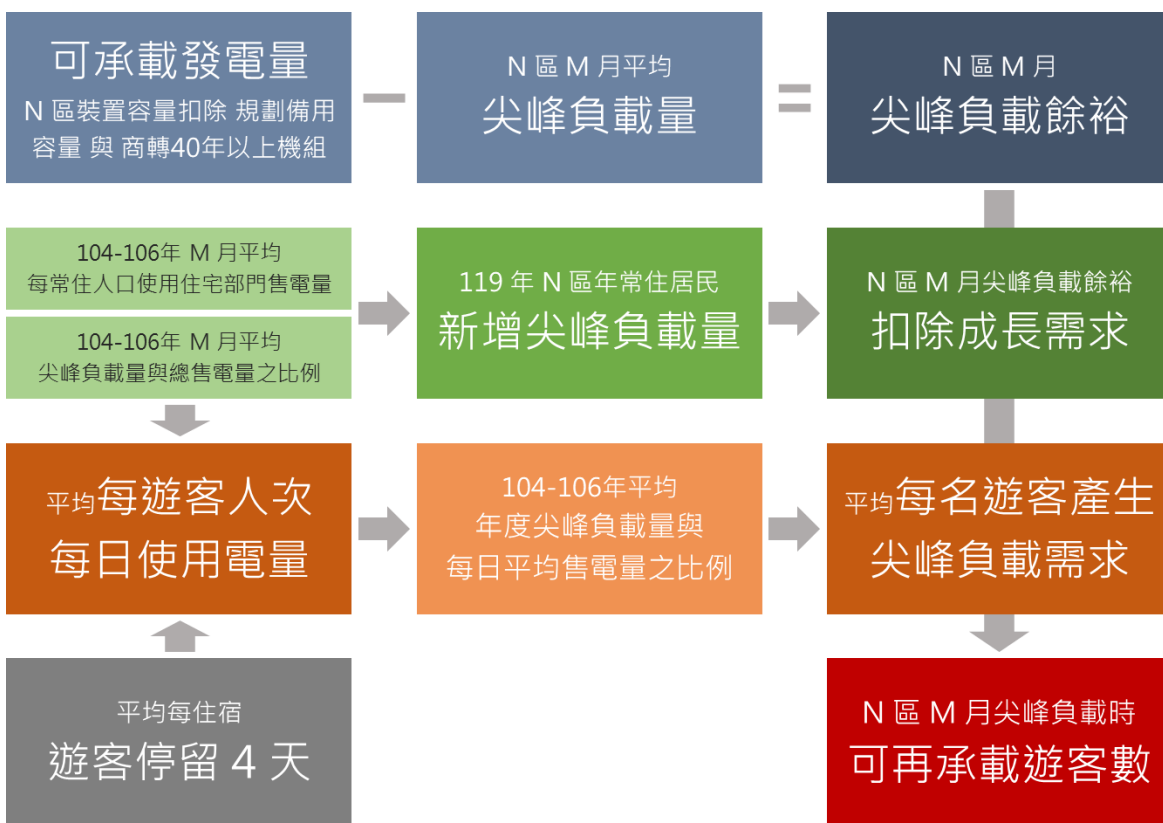 可承載發電量
N 區裝置容量扣除 規劃備用
容量 與 商轉40年以上機組
－
N 區 M 月平均
尖峰負載量
＝
N 區 M 月
尖峰負載餘裕
104-106年 M 月平均
每常住人口使用住宅部門售電量
104-106年 M 月平均
尖峰負載量與總售電量之比例
119 年 N 區年常住居民
新增尖峰負載量
N 區 M 月尖峰負載餘裕
扣除成長需求
平均每遊客人次
每日使用電量
104-106年平均
年度尖峰負載量與
每日平均售電量之比例
平均每名遊客產生
尖峰負載需求
平均每住宿
遊客停留 4 天
N 區 M 月尖峰負載時
可再承載遊客數